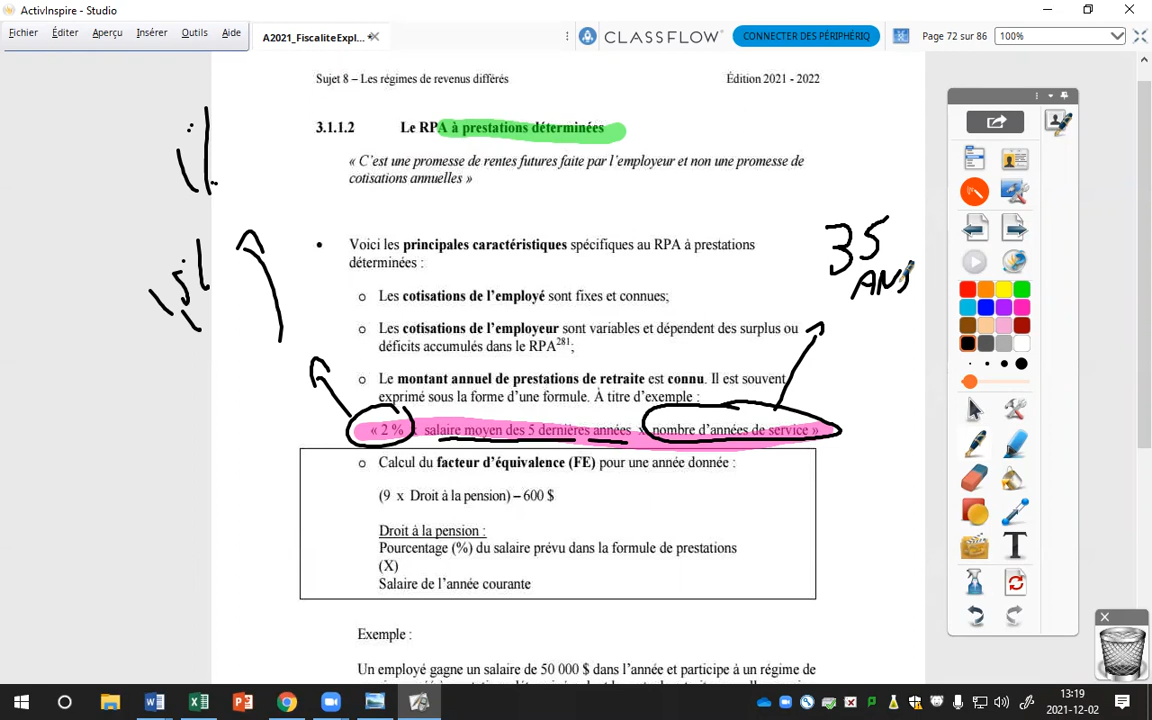 ActivInspire - Studio
Fichier Éditer Aperçu Insérer Outils Aide
A2021_FiscaliteExpl...
CLASSFLOW
CONNECTER DES PÉRIPHÉRIQ
Page 72 sur 86
100%
Sujet 8 – Les régimes de revenus différés Édition 2021 - 2022
3.1.1.2 Le RPA à prestations déterminées
« C'est une promesse de rentes futures faite par l'employeur et non une promesse de
cotisations annuelles »
• Voici les principales caractéristiques spécifiques au RPA à prestations
déterminées :
35
ANS
o Les cotisations de l'employé sont fixes et connues;
o Les cotisations de l'employeur sont variables et dépendent des surplus ou
déficits accumulés dans le RPA281;
o Le montant annuel de prestations de retraite est connu. Il est souvent
exprimé sous la forme d'une formule. À titre d'exemple :
« 2 % x salaire moyen des 5 dernières années x nombre d'années de service »
o Calcul du facteur d'équivalence (FE) pour une année donnée :
(9 x Droit à la pension) – 600 $
Droit à la pension :
Pourcentage (%) du salaire prévu dans la formule de prestations
(X)
Salaire de l'année courante
Exemple :
Un employé gagne un salaire de 50 000 $ dans l'année et participe à un régime de
13:19
2021-12-02